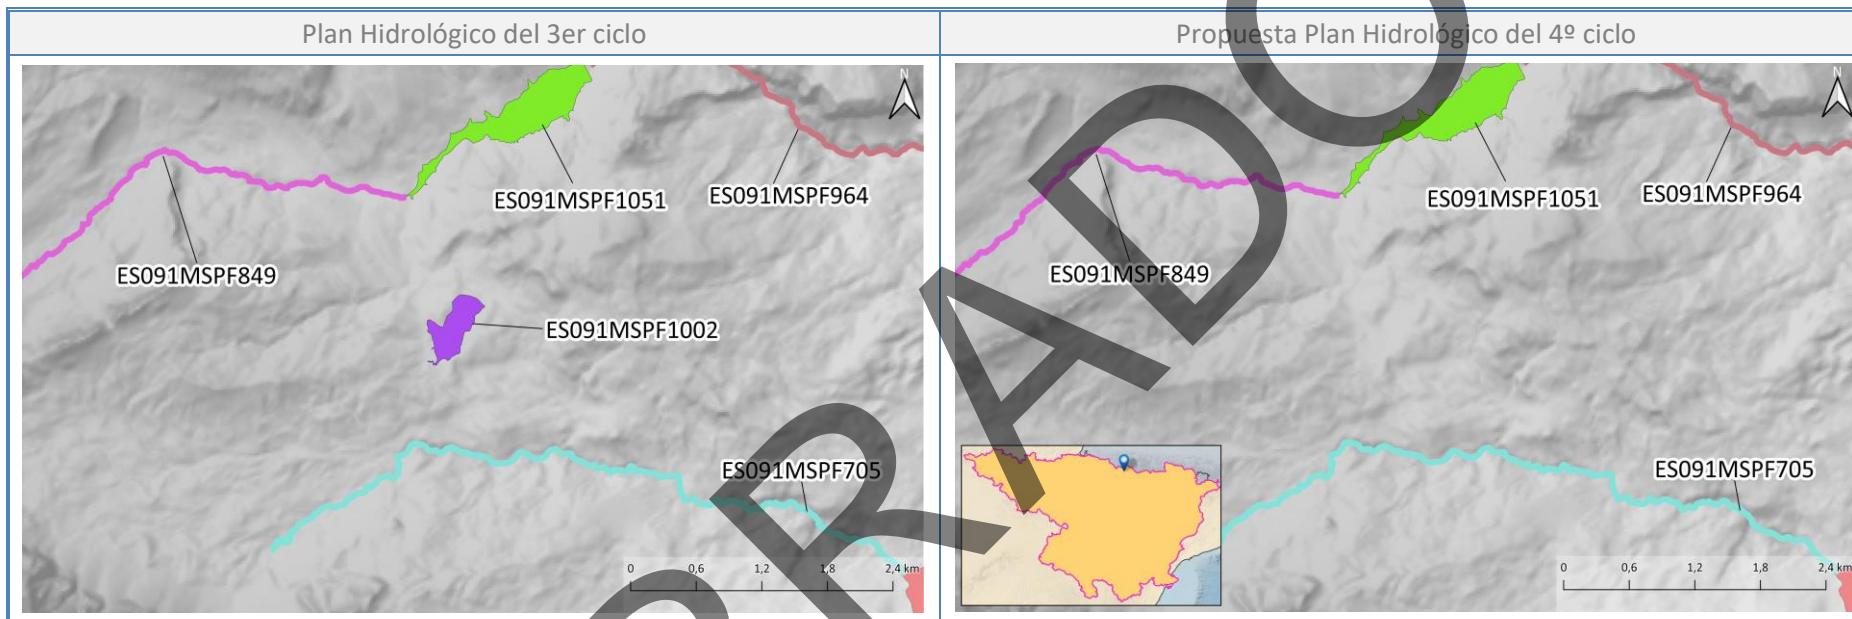 Plan Hidrológico del 3er ciclo
Propuesta Plan Hidrológico del 4º ciclo
N
ES091MSPF1051
ES091MSPF964
ES091MSPF849
ES091MSPF1002
ES091MSPF705
0 0,6 1,2 1,8 2,4 km
N
ES091MSPF1051
ES091MSPF964
ES091MSPF849
ES091MSPF705
0 0,6 1,2 1,8 2,4 km
RADO